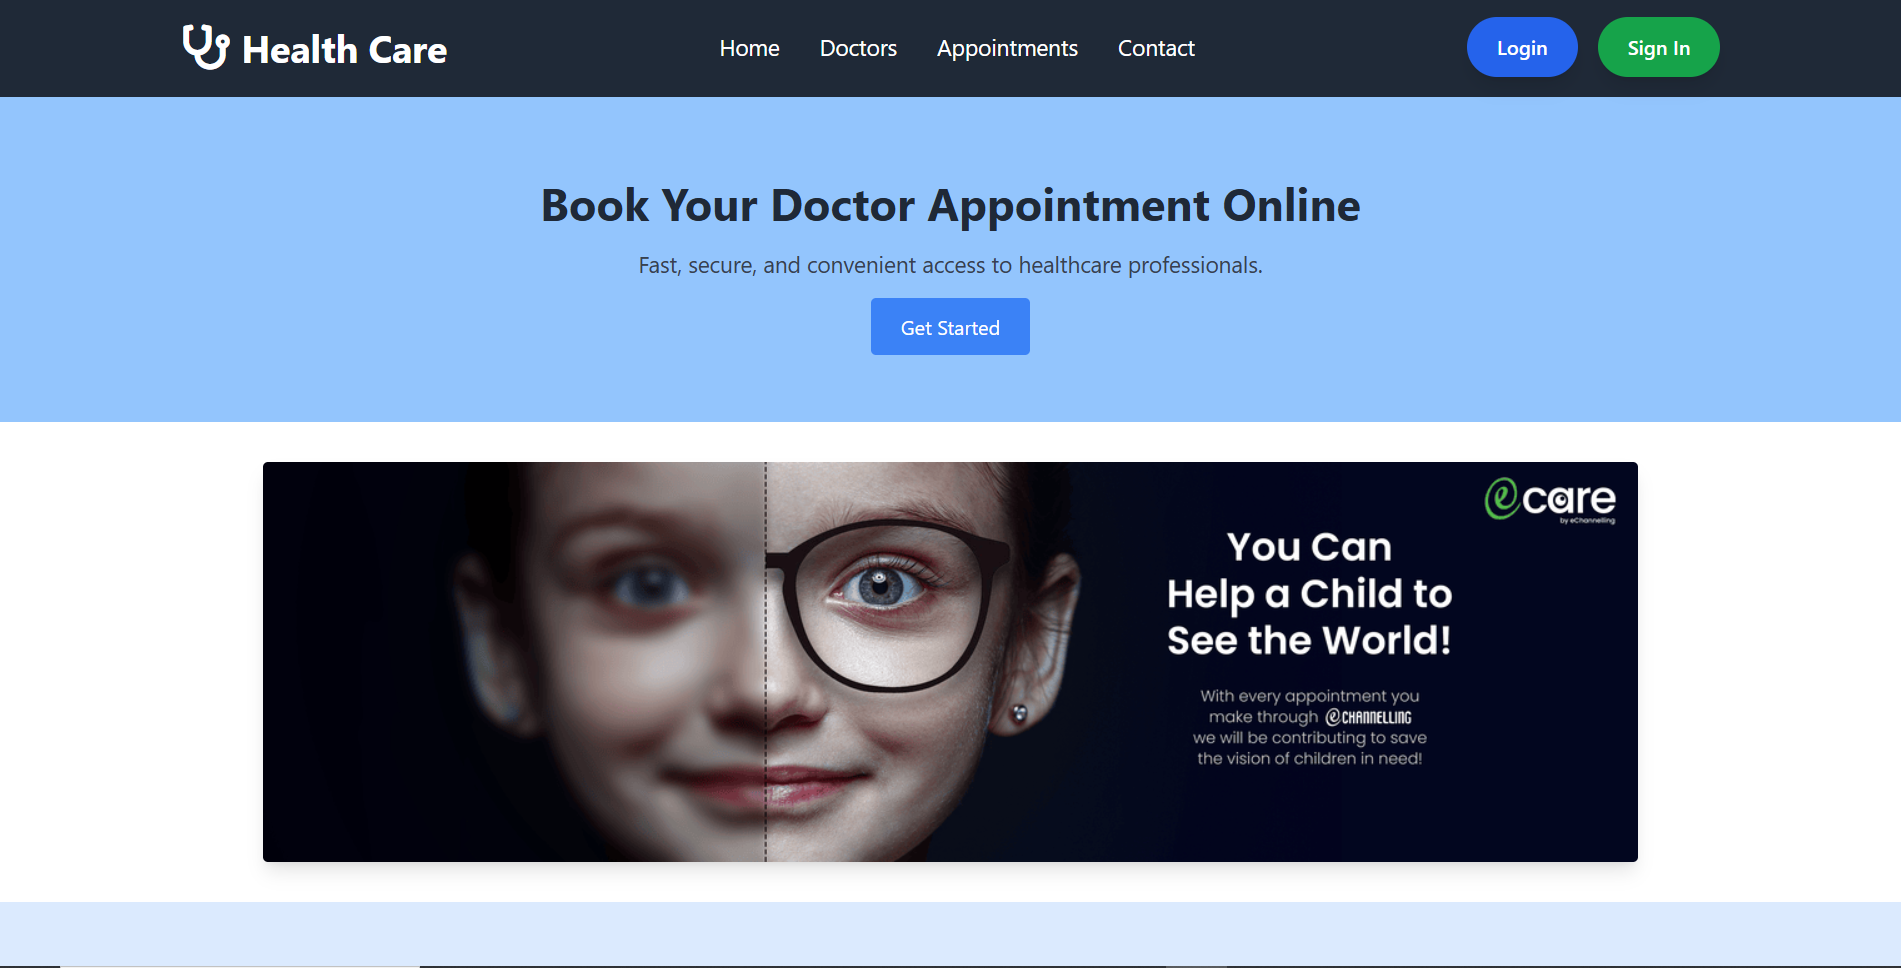 Health Care
Home
Doctors
Appointments
Contact
Login
Sign In
Book Your Doctor Appointment Online
Fast, secure, and convenient access to healthcare professionals.
Get Started
ecare
by eChannelling
You Can
Help a Child to
See the World!
With every appointment you
make through eCHANNELLING
we will be contributing to save
the vision of children in need!